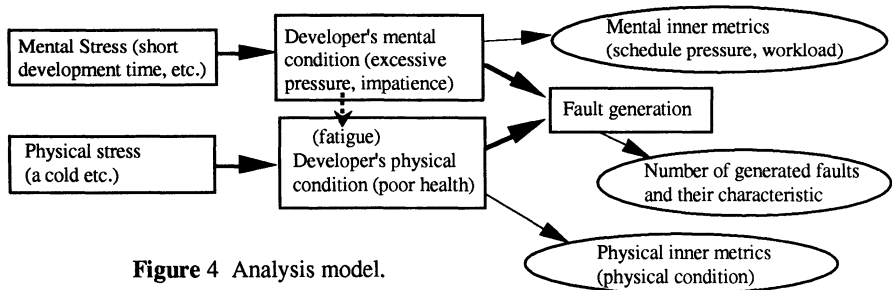 Mental Stress (short
development time, etc.)
Developer's mental
condition (excessive
pressure, impatience)
Mental inner metrics
(schedule pressure, workload)
Fault generation
Physical stress
(a cold etc.)
(fatigue)
Developer's physical
condition (poor health)
Number of generated faults
and their characteristic
Physical inner metrics
(physical condition)
Figure 4 Analysis model.